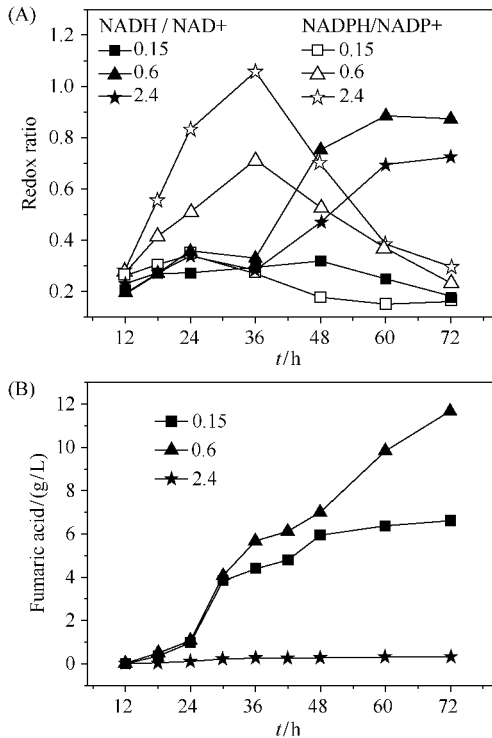 (A)
NADH / NAD+ NADPH/NADP+
0.15 0.15
0.6 0.6
2.4 2.4
Redox ratio
1.2
1.0
0.8
0.6
0.4
0.2
12 24 36 48 60 72
t/h
(B)
0.15
0.6
2.4
Fumaric acid/(g/L)
12
10
8
6
4
2
0
12 24 36 48 60 72
t/h